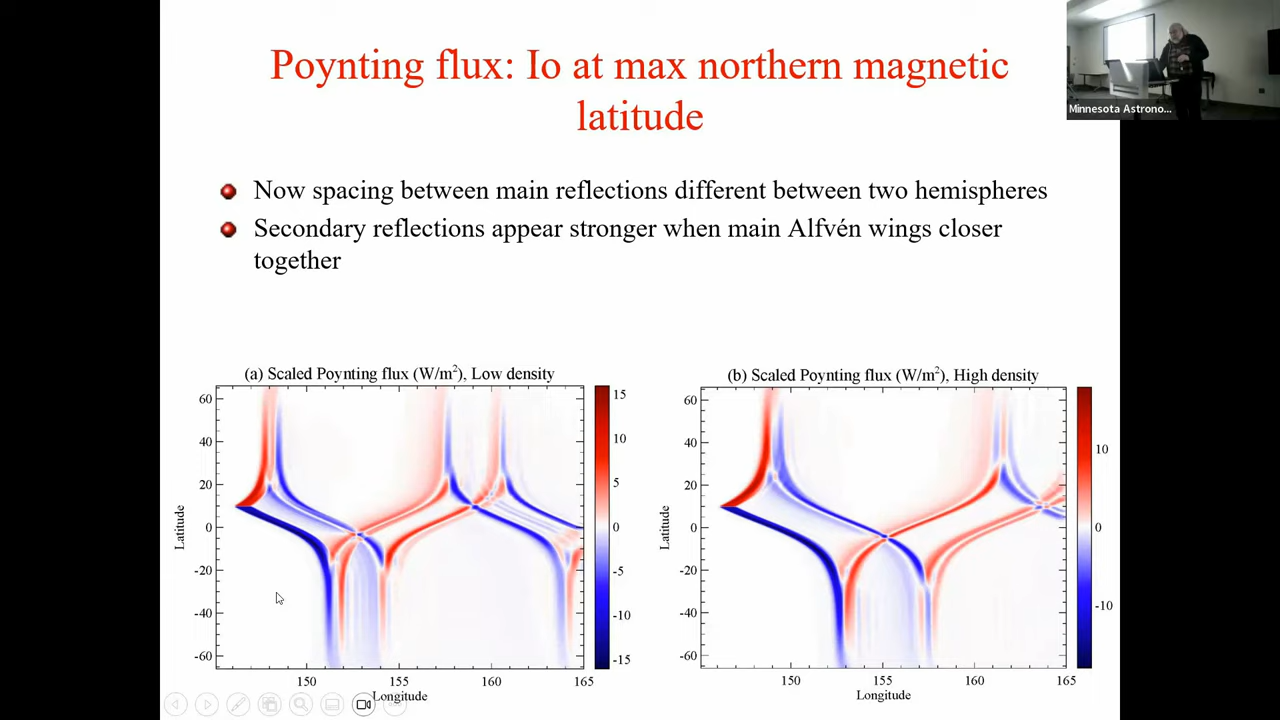 Poynting flux: Io at max northern magnetic
latitude
Minnesota Astrono...
Now spacing between main reflections different between two hemispheres
Secondary reflections appear stronger when main Alfvén wings closer
together
(a) Scaled Poynting flux (W/m²), Low density
60
40
20
0
-20
-40
-60
Latitude
150
155
160
165
Longitude
15
10
5
0
-5
-10
-15
(b) Scaled Poynting flux (W/m²), High density
60
40
20
0
-20
-40
-60
Latitude
150
155
160
165
Longitude
10
0
-10